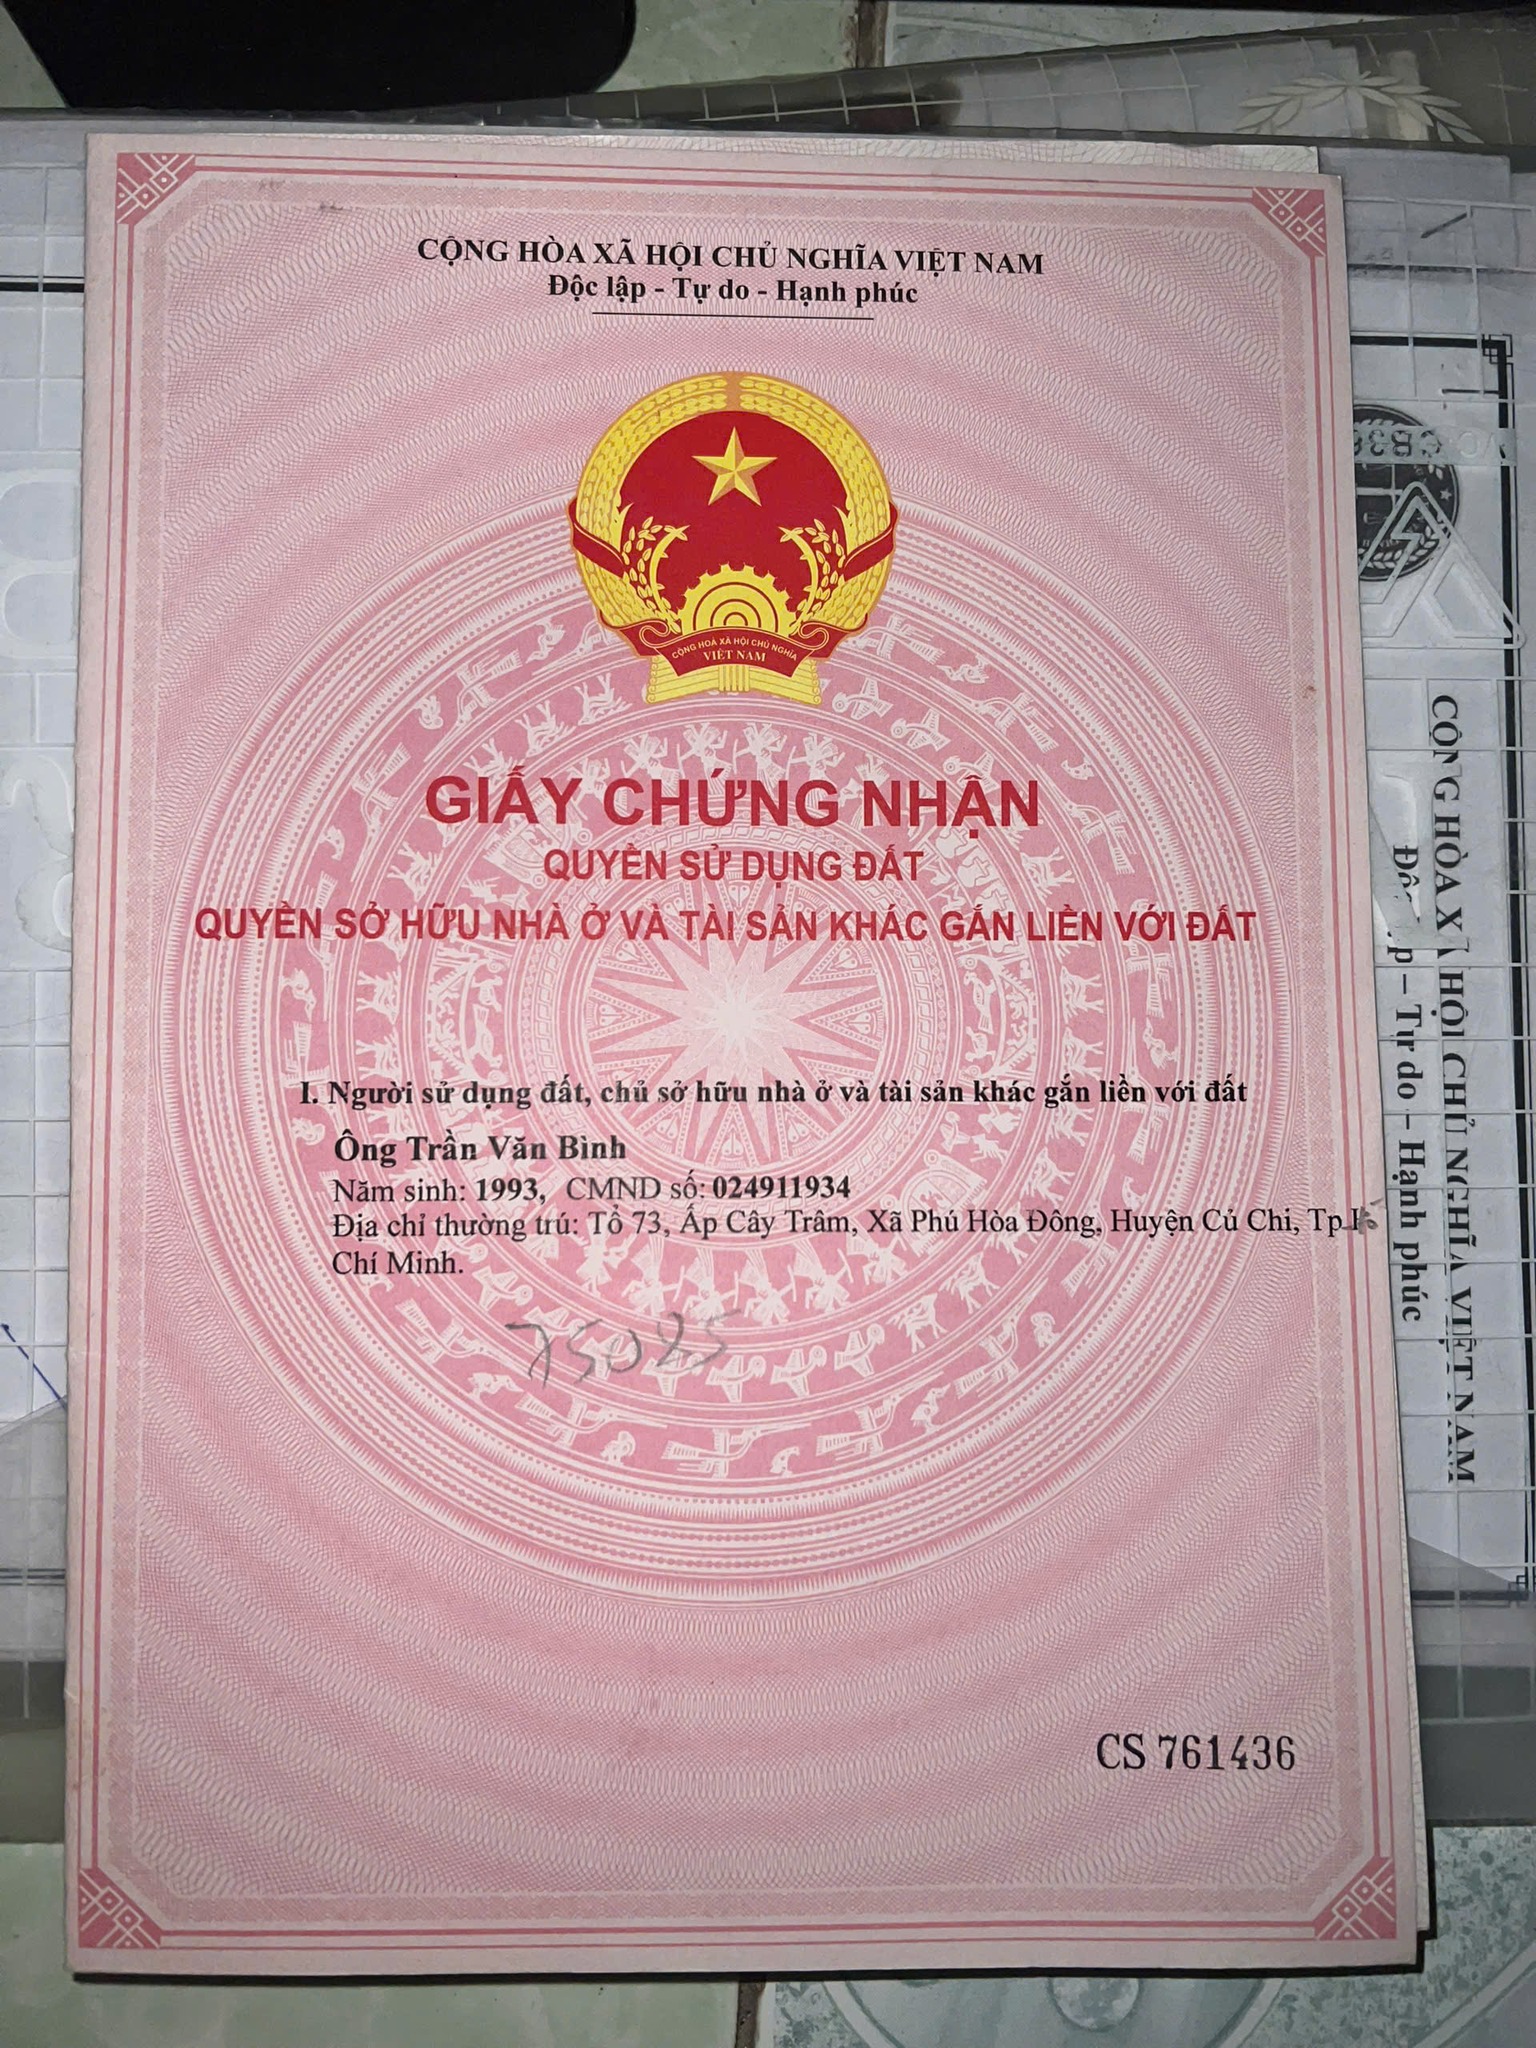 CỘNG HÒA XÃ HỘI CHỦ NGHĨA VIỆT NAM
Độc lập - Tự do - Hạnh phúc
CỘNG HOÀ XÃ HỘI CHỦ NGHĨA
VIỆT NAM
GIẤY CHỨNG NHẬN
QUYỀN SỬ DỤNG ĐẤT
QUYỀN SỞ HỮU NHÀ Ở VÀ TÀI SẢN KHÁC GẮN LIỀN VỚI ĐẤT
I. Người sử dụng đất, chủ sở hữu nhà ở và tài sản khác gắn liền với đất
Ông Trần Văn Bình
Năm sinh: 1993, CMND số: 024911934
Địa chỉ thường trú: Tổ 73, Ấp Cây Trâm, Xã Phú Hòa Đông, Huyện Củ Chi, Tp.
Chí Minh.
75025
CS 761436
CỘNG HÒA XÃ HỘI CHỦ NGHĨA VIỆT NAM
– Tự do – Hạnh phúc